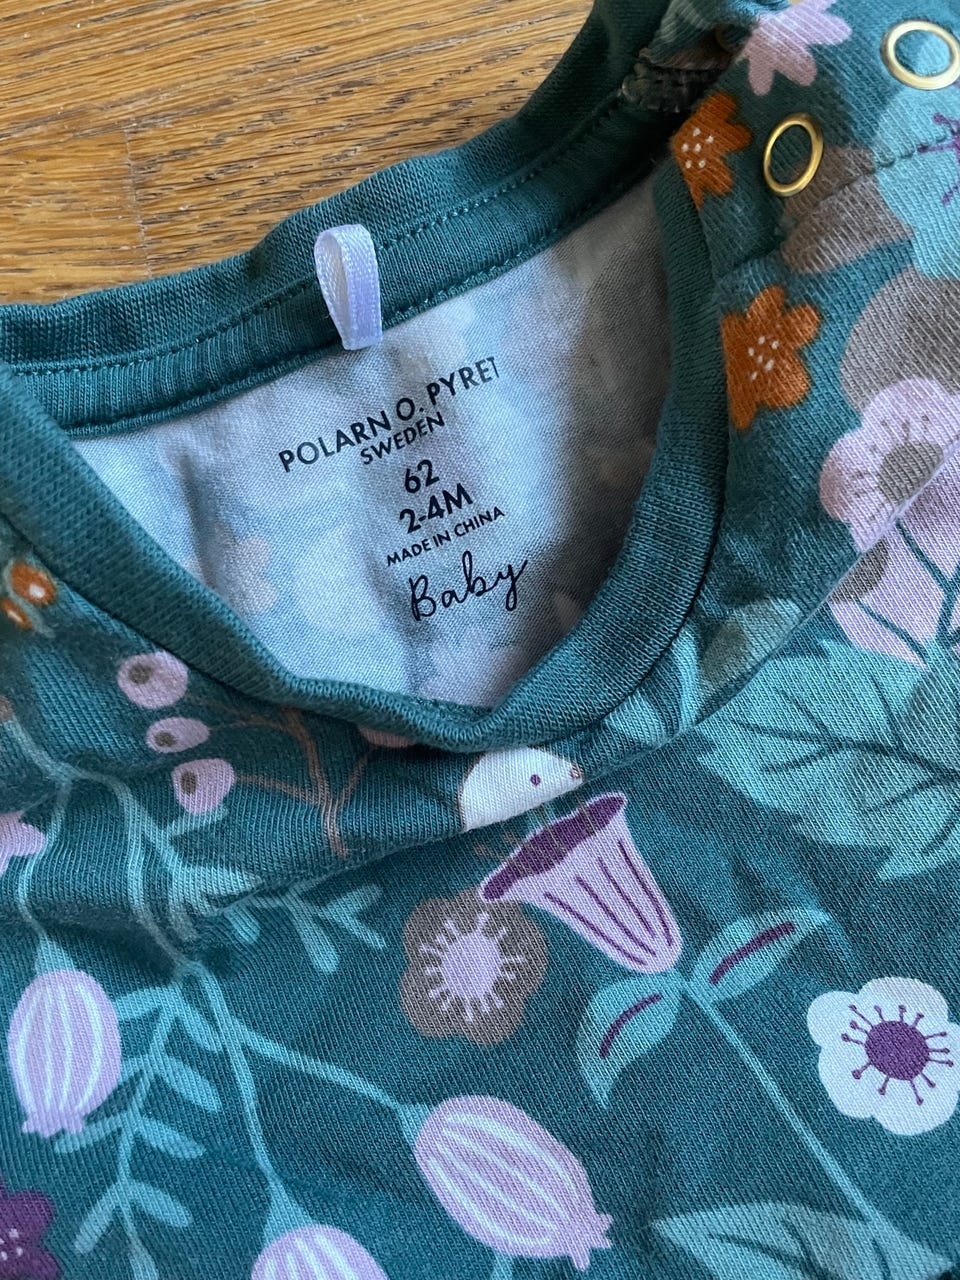 POLARN O. PYRET
SWEDEN
62
2-4M
MADE IN CHINA
Baby